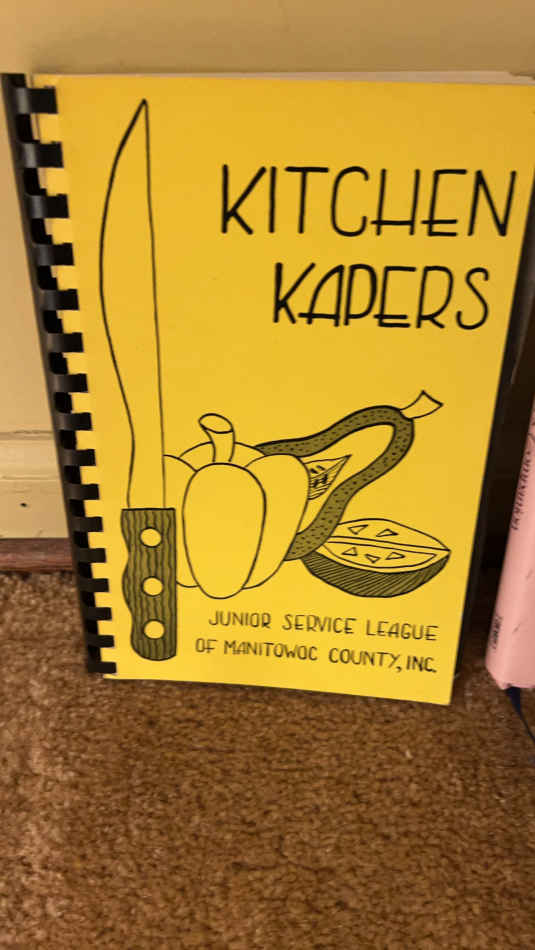 KITCHEN
KAPERS
JUNIOR SERVICE LEAGUE
OF MANITOWOC COUNTY, INC.